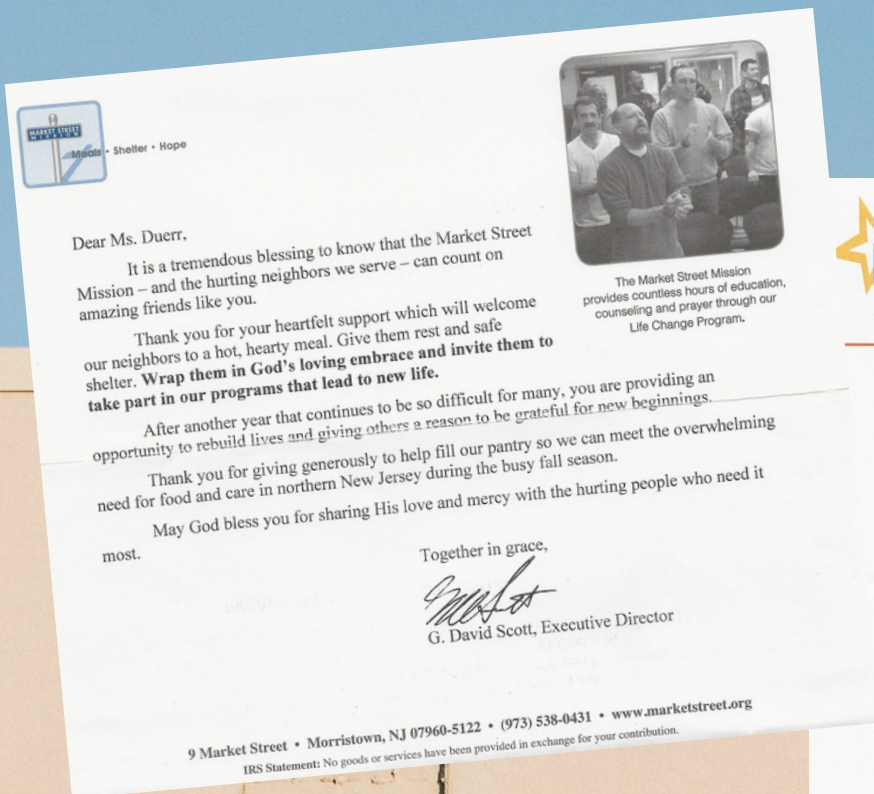 MARKET STREET
MISSION
Meals • Shelter • Hope
Dear Ms. Duerr,
It is a tremendous blessing to know that the Market Street
Mission – and the hurting neighbors we serve – can count on
amazing friends like you.
Thank you for your heartfelt support which will welcome
our neighbors to a hot, hearty meal. Give them rest and safe
shelter. Wrap them in God's loving embrace and invite them to
take part in our programs that lead to new life.
The Market Street Mission
provides countless hours of education,
counseling and prayer through our
Life Change Program.
After another year that continues to be so difficult for many, you are providing an
opportunity to rebuild lives and giving others a reason to be grateful for new beginnings.
Thank you for giving generously to help fill our pantry so we can meet the overwhelming
need for food and care in northern New Jersey during the busy fall season.
May God bless you for sharing His love and mercy with the hurting people who need it
most.
Together in grace,
G. David Scott, Executive Director
9 Market Street • Morristown, NJ 07960-5122 • (973) 538-0431 • www.marketstreet.org
IRS Statement: No goods or services have been provided in exchange for your contribution.